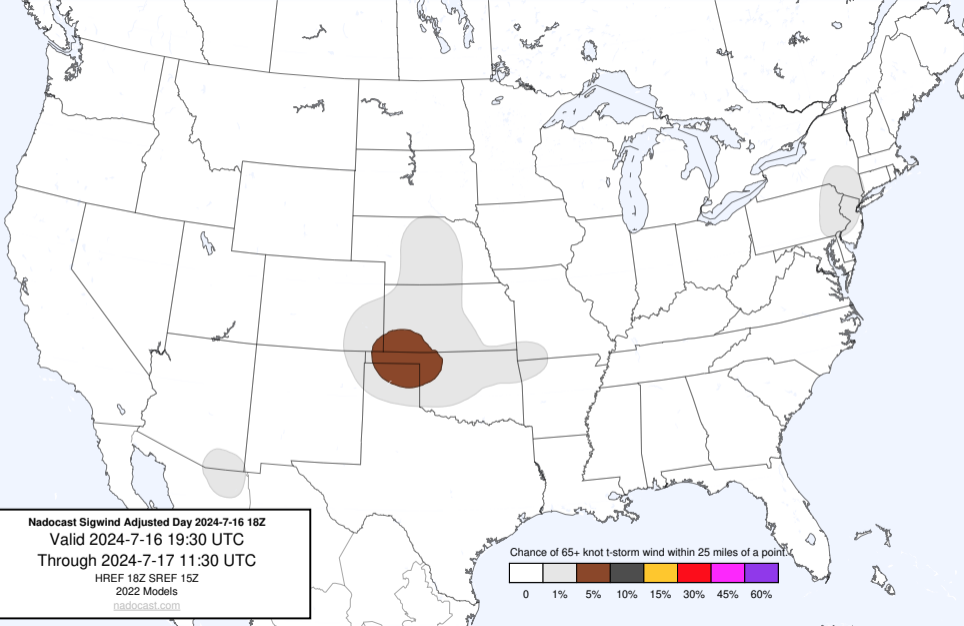 Nadocast Sigwind Adjusted Day 2024-7-16 18Z
Valid 2024-7-16 19:30 UTC
Through 2024-7-17 11:30 UTC
HREF 18Z SREF 15Z
2022 Models
nadocast.com
Chance of 65+ knot t-storm wind within 25 miles of a point.
0 1% 5% 10% 15% 30% 45% 60%